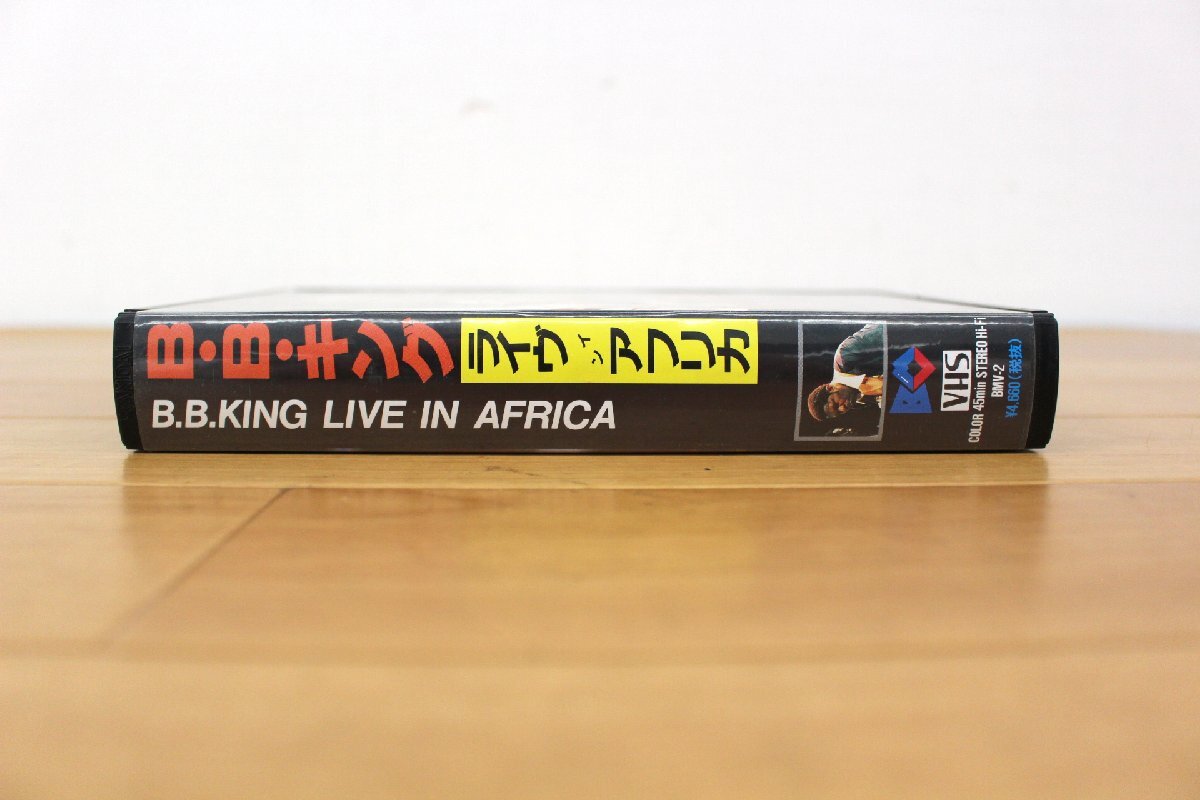 B・B・キング
ライヴ イン アフリカ
B.B.KING LIVE IN AFRICA
VHS
COLOR 45min STEREO Hi-Fi
BMV-2
¥4,660(税抜)